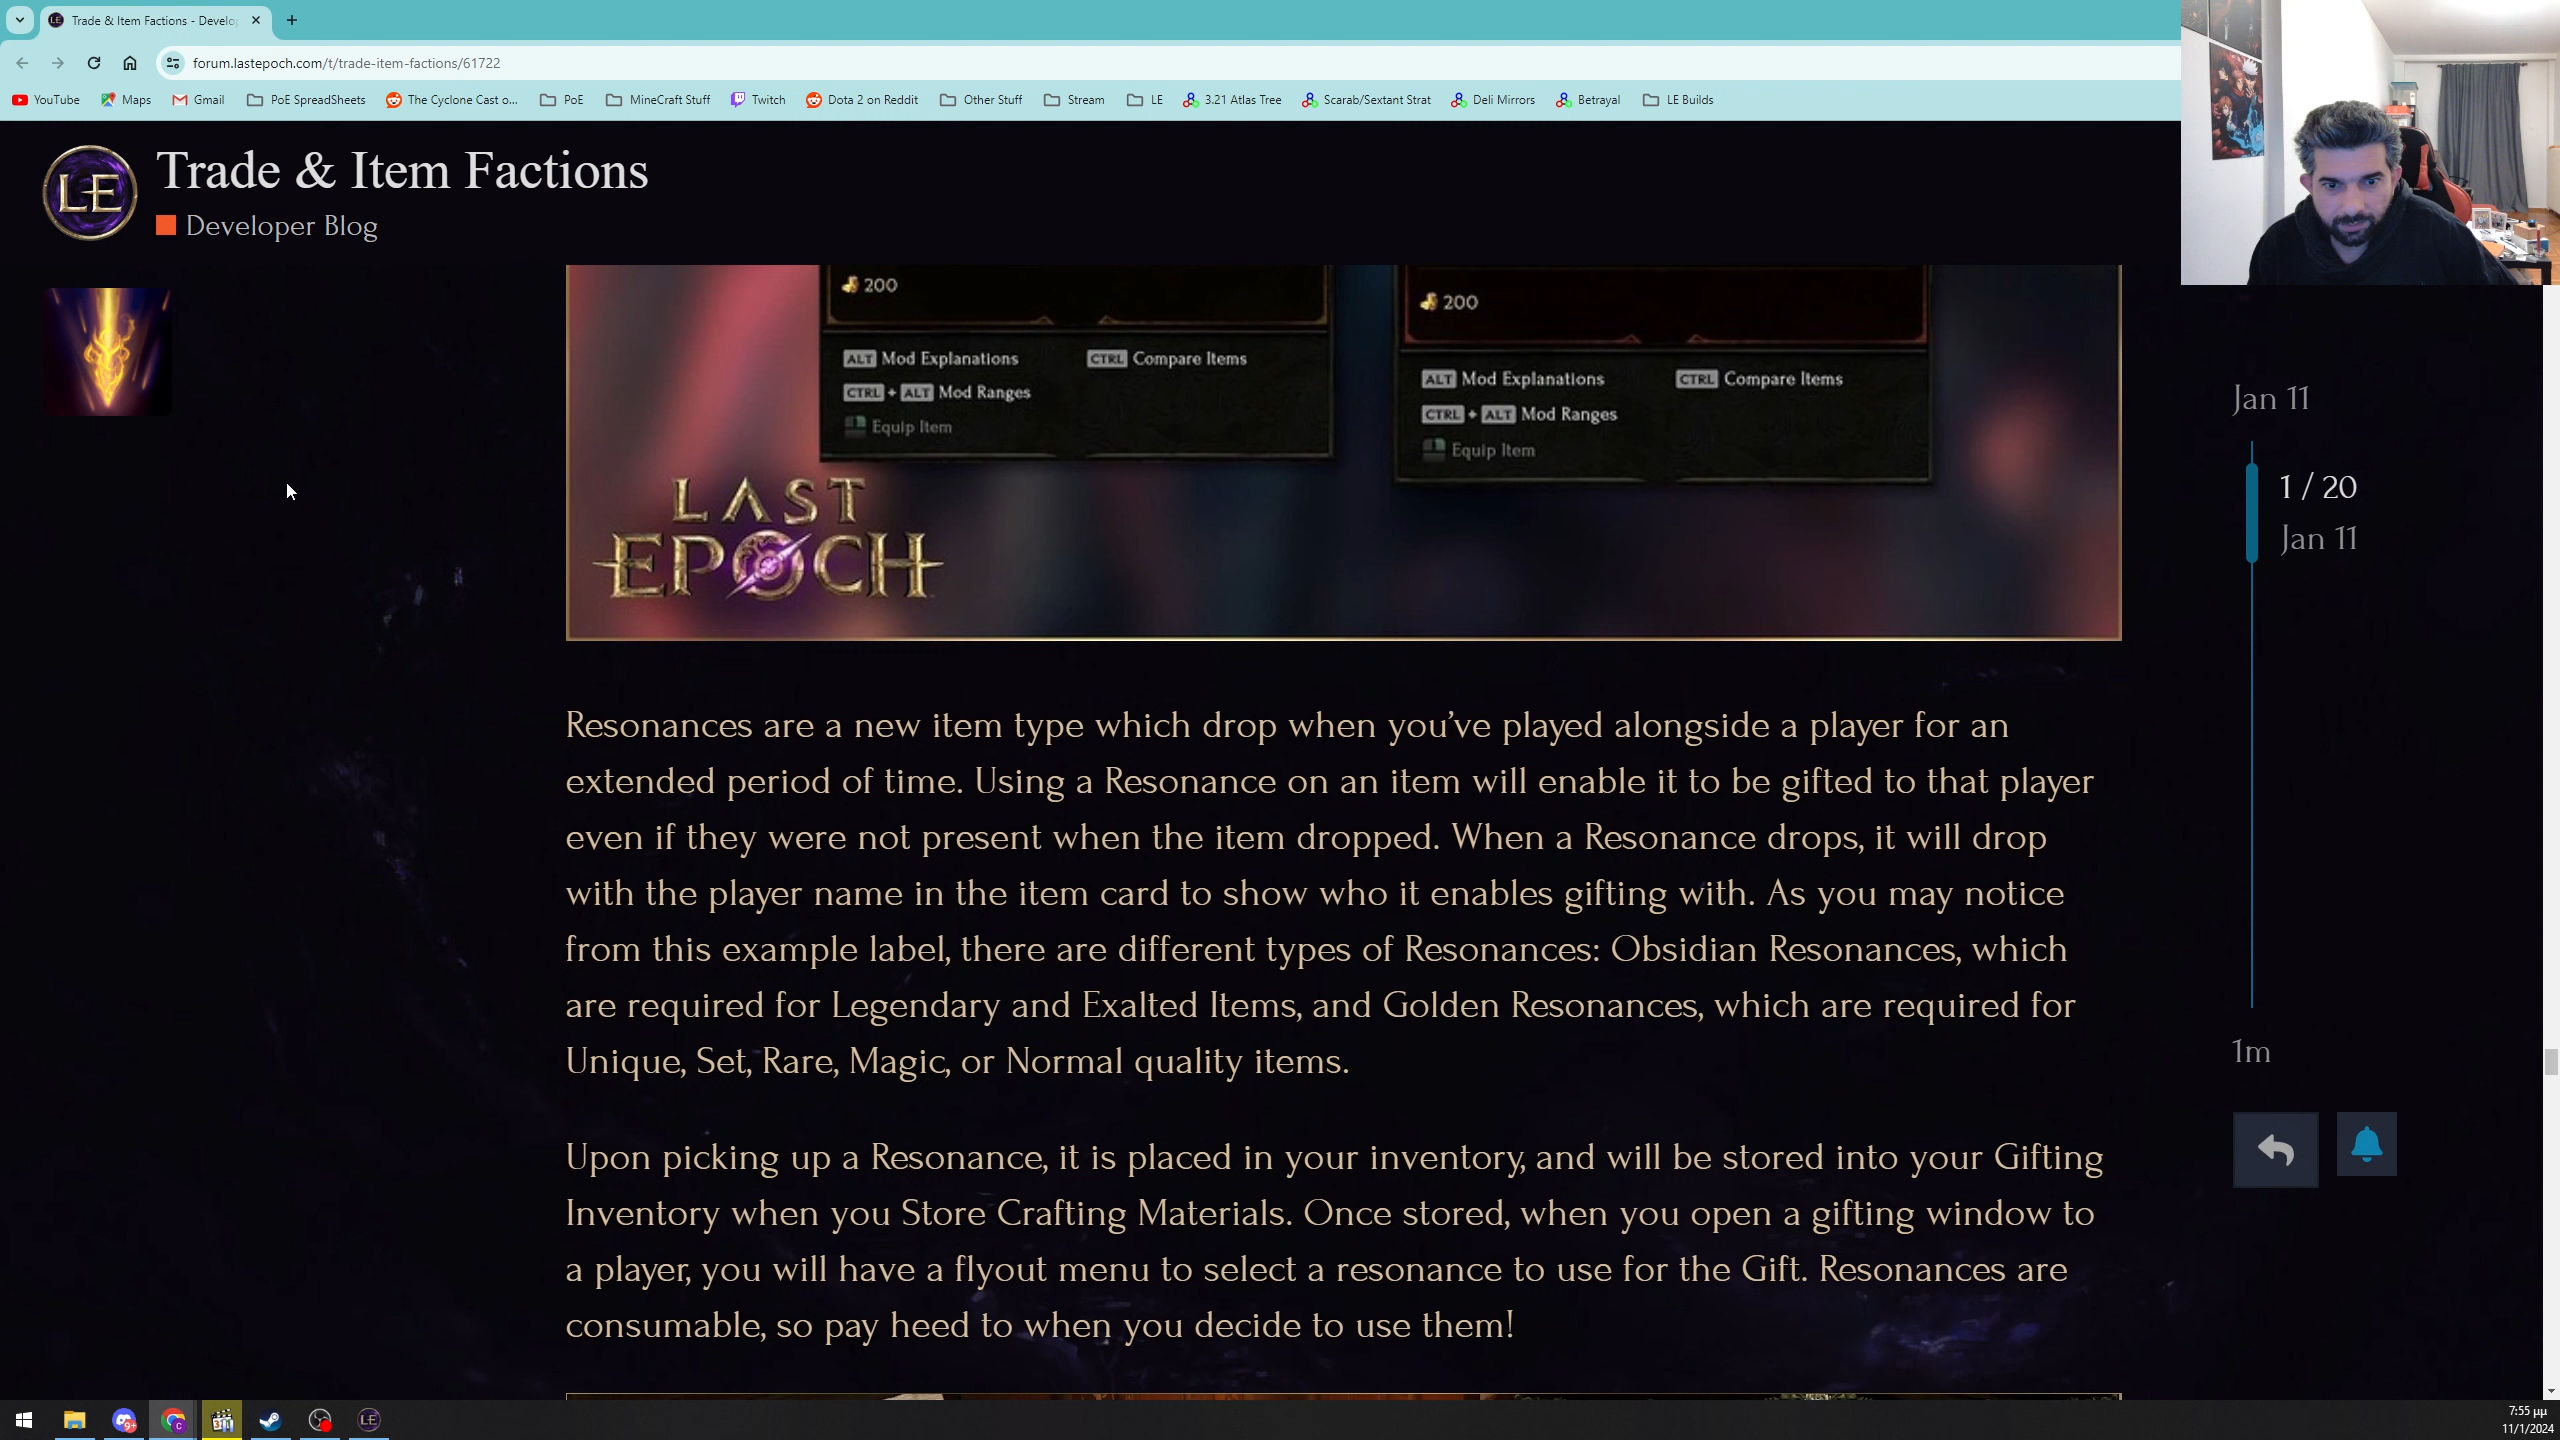 Trade & Item Factions - Develo
forum.lastepoch.com/t/trade-item-factions/61722
YouTube Maps Gmail PoE SpreadSheets The Cyclone Cast o... PoE MineCraft Stuff Twitch Dota 2 on Reddit Other Stuff Stream LE 3.21 Atlas Tree Scarab/Sextant Strat Deli Mirrors Betrayal LE Builds
LE
Trade & Item Factions
Developer Blog
200
ALT Mod Explanations CTRL Compare Items
CTRL + ALT Mod Ranges
Equip Item
200
ALT Mod Explanations CTRL Compare Items
CTRL + ALT Mod Ranges
Equip Item
LAST
EPOCH
Jan 11
1 / 20
Jan 11
1m
Resonances are a new item type which drop when you’ve played alongside a player for an
extended period of time. Using a Resonance on an item will enable it to be gifted to that player
even if they were not present when the item dropped. When a Resonance drops, it will drop
with the player name in the item card to show who it enables gifting with. As you may notice
from this example label, there are different types of Resonances: Obsidian Resonances, which
are required for Legendary and Exalted Items, and Golden Resonances, which are required for
Unique, Set, Rare, Magic, or Normal quality items.
Upon picking up a Resonance, it is placed in your inventory, and will be stored into your Gifting
Inventory when you Store Crafting Materials. Once stored, when you open a gifting window to
a player, you will have a flyout menu to select a resonance to use for the Gift. Resonances are
consumable, so pay heed to when you decide to use them!
9+
LE
7:55 μμ
11/1/2024